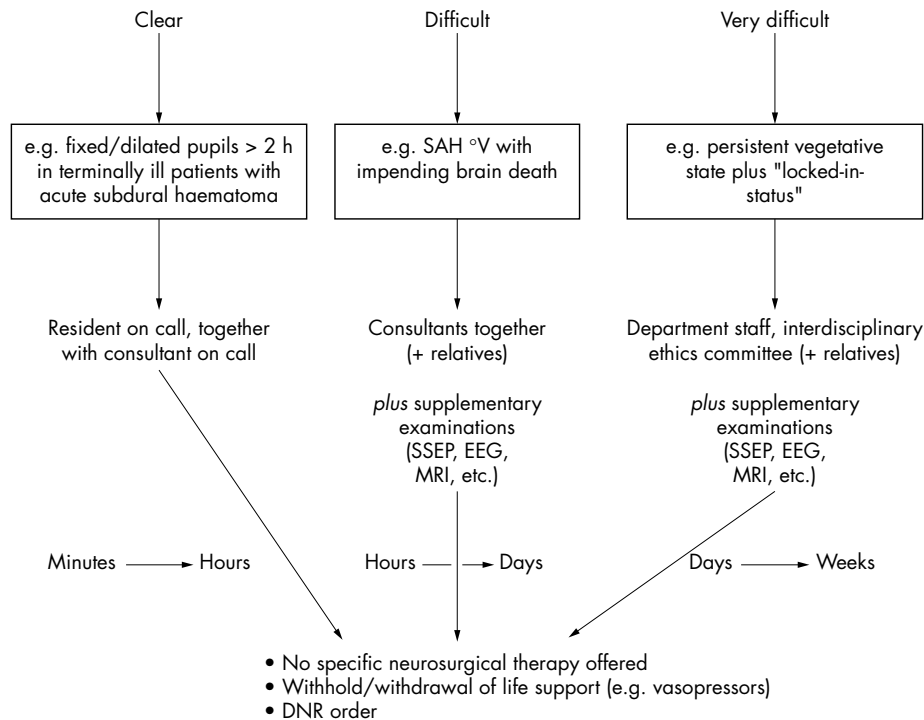 Clear
Difficult
Very difficult
e.g. fixed/dilated pupils > 2 h
in terminally ill patients with
acute subdural haematoma
e.g. SAH °V with
impending brain death
e.g. persistent vegetative
state plus "locked-in-
status"
Resident on call, together
with consultant on call
Consultants together
(+ relatives)
Department staff, interdisciplinary
ethics committee (+ relatives)
plus supplementary
examinations
(SSEP, EEG,
MRI, etc.)
plus supplementary
examinations
(SSEP, EEG,
MRI, etc.)
Minutes
Hours
Hours
Days
Days
Weeks
• No specific neurosurgical therapy offered
• Withhold/withdrawal of life support (e.g. vasopressors)
• DNR order